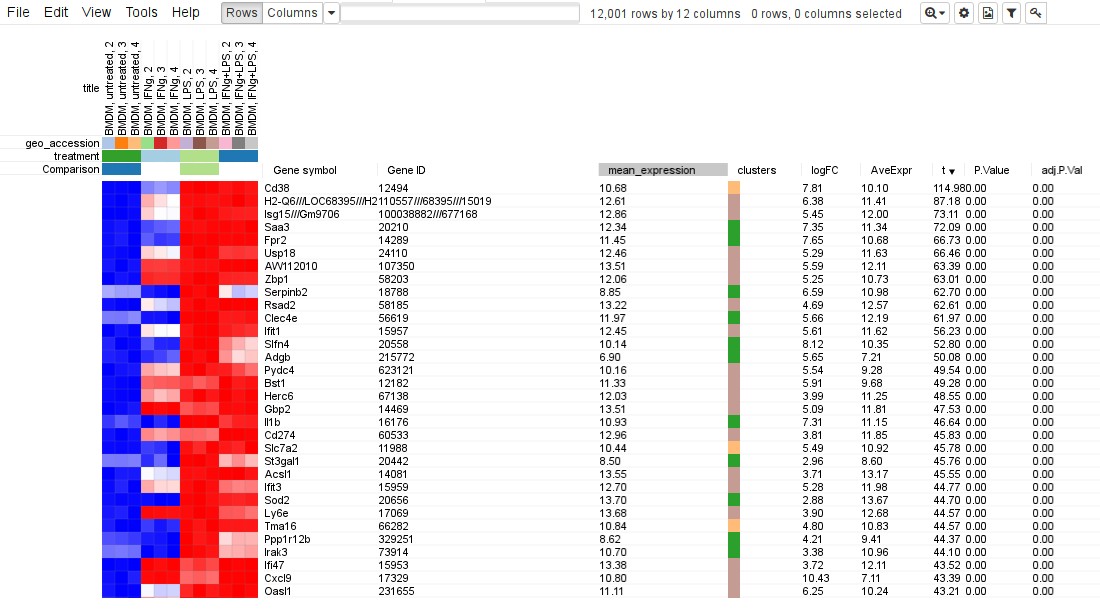 File Edit View Tools Help Rows Columns 12,001 rows by 12 columns 0 rows, 0 columns selected
title
BMDM, untreated, 2
BMDM, untreated, 3
BMDM, untreated, 4
BMDM, IFNg, 2
BMDM, IFNg, 3
BMDM, IFNg, 4
BMDM, LPS, 2
BMDM, LPS, 3
BMDM, LPS, 4
BMDM, IFNg+LPS, 2
BMDM, IFNg+LPS, 3
BMDM, IFNg+LPS, 4
geo_accession
treatment
Comparison
Gene symbol Gene ID mean_expression clusters logFC AveExpr t P.Value adj.P.Val
Cd38 12494 10.68 7.81 10.10 114.98 0.00 0.00
H2-Q6///LOC68395///H2 110557///68395///15019 12.61 6.38 11.41 87.18 0.00 0.00
Isg15///Gm9706 100038882///677168 12.86 5.45 12.00 73.11 0.00 0.00
Saa3 20210 12.34 7.35 11.34 72.09 0.00 0.00
Fpr2 14289 11.45 7.65 10.68 66.73 0.00 0.00
Usp18 24110 12.46 5.29 11.63 66.46 0.00 0.00
AW112010 107350 13.51 5.59 12.11 63.39 0.00 0.00
Zbp1 58203 12.06 5.25 10.73 63.01 0.00 0.00
Serpinb2 18788 8.85 6.59 10.98 62.70 0.00 0.00
Rsad2 58185 13.22 4.69 12.57 62.61 0.00 0.00
Clec4e 56619 11.97 5.66 12.19 61.97 0.00 0.00
Ifit1 15957 12.45 5.61 11.62 56.23 0.00 0.00
Slfn4 20558 10.14 8.12 10.35 52.80 0.00 0.00
Adgb 215772 6.90 5.65 7.21 50.08 0.00 0.00
Pydc4 623121 10.16 5.54 9.28 49.54 0.00 0.00
Bst1 12182 11.33 5.91 9.68 49.28 0.00 0.00
Herc6 67138 12.03 3.99 11.25 48.55 0.00 0.00
Gbp2 14469 13.51 5.09 11.81 47.53 0.00 0.00
Il1b 16176 10.93 7.31 11.15 46.64 0.00 0.00
Cd274 60533 12.96 3.81 11.85 45.83 0.00 0.00
Slc7a2 11988 10.44 5.49 10.92 45.78 0.00 0.00
St3gal1 20442 8.50 2.96 8.60 45.76 0.00 0.00
Acsl1 14081 13.55 3.71 13.17 45.55 0.00 0.00
Ifit3 15959 12.70 5.28 11.98 44.77 0.00 0.00
Sod2 20656 13.70 2.88 13.67 44.70 0.00 0.00
Ly6e 17069 13.68 3.90 12.68 44.57 0.00 0.00
Tma16 66282 10.84 4.80 10.83 44.57 0.00 0.00
Ppp1r12b 329251 8.62 4.21 9.41 44.37 0.00 0.00
Irak3 73914 10.70 3.38 10.96 44.10 0.00 0.00
Ifi47 15953 13.38 3.72 12.11 43.52 0.00 0.00
Cxcl9 17329 10.80 10.43 7.11 43.39 0.00 0.00
Oasl1 231655 11.11 6.25 10.24 43.21 0.00 0.00